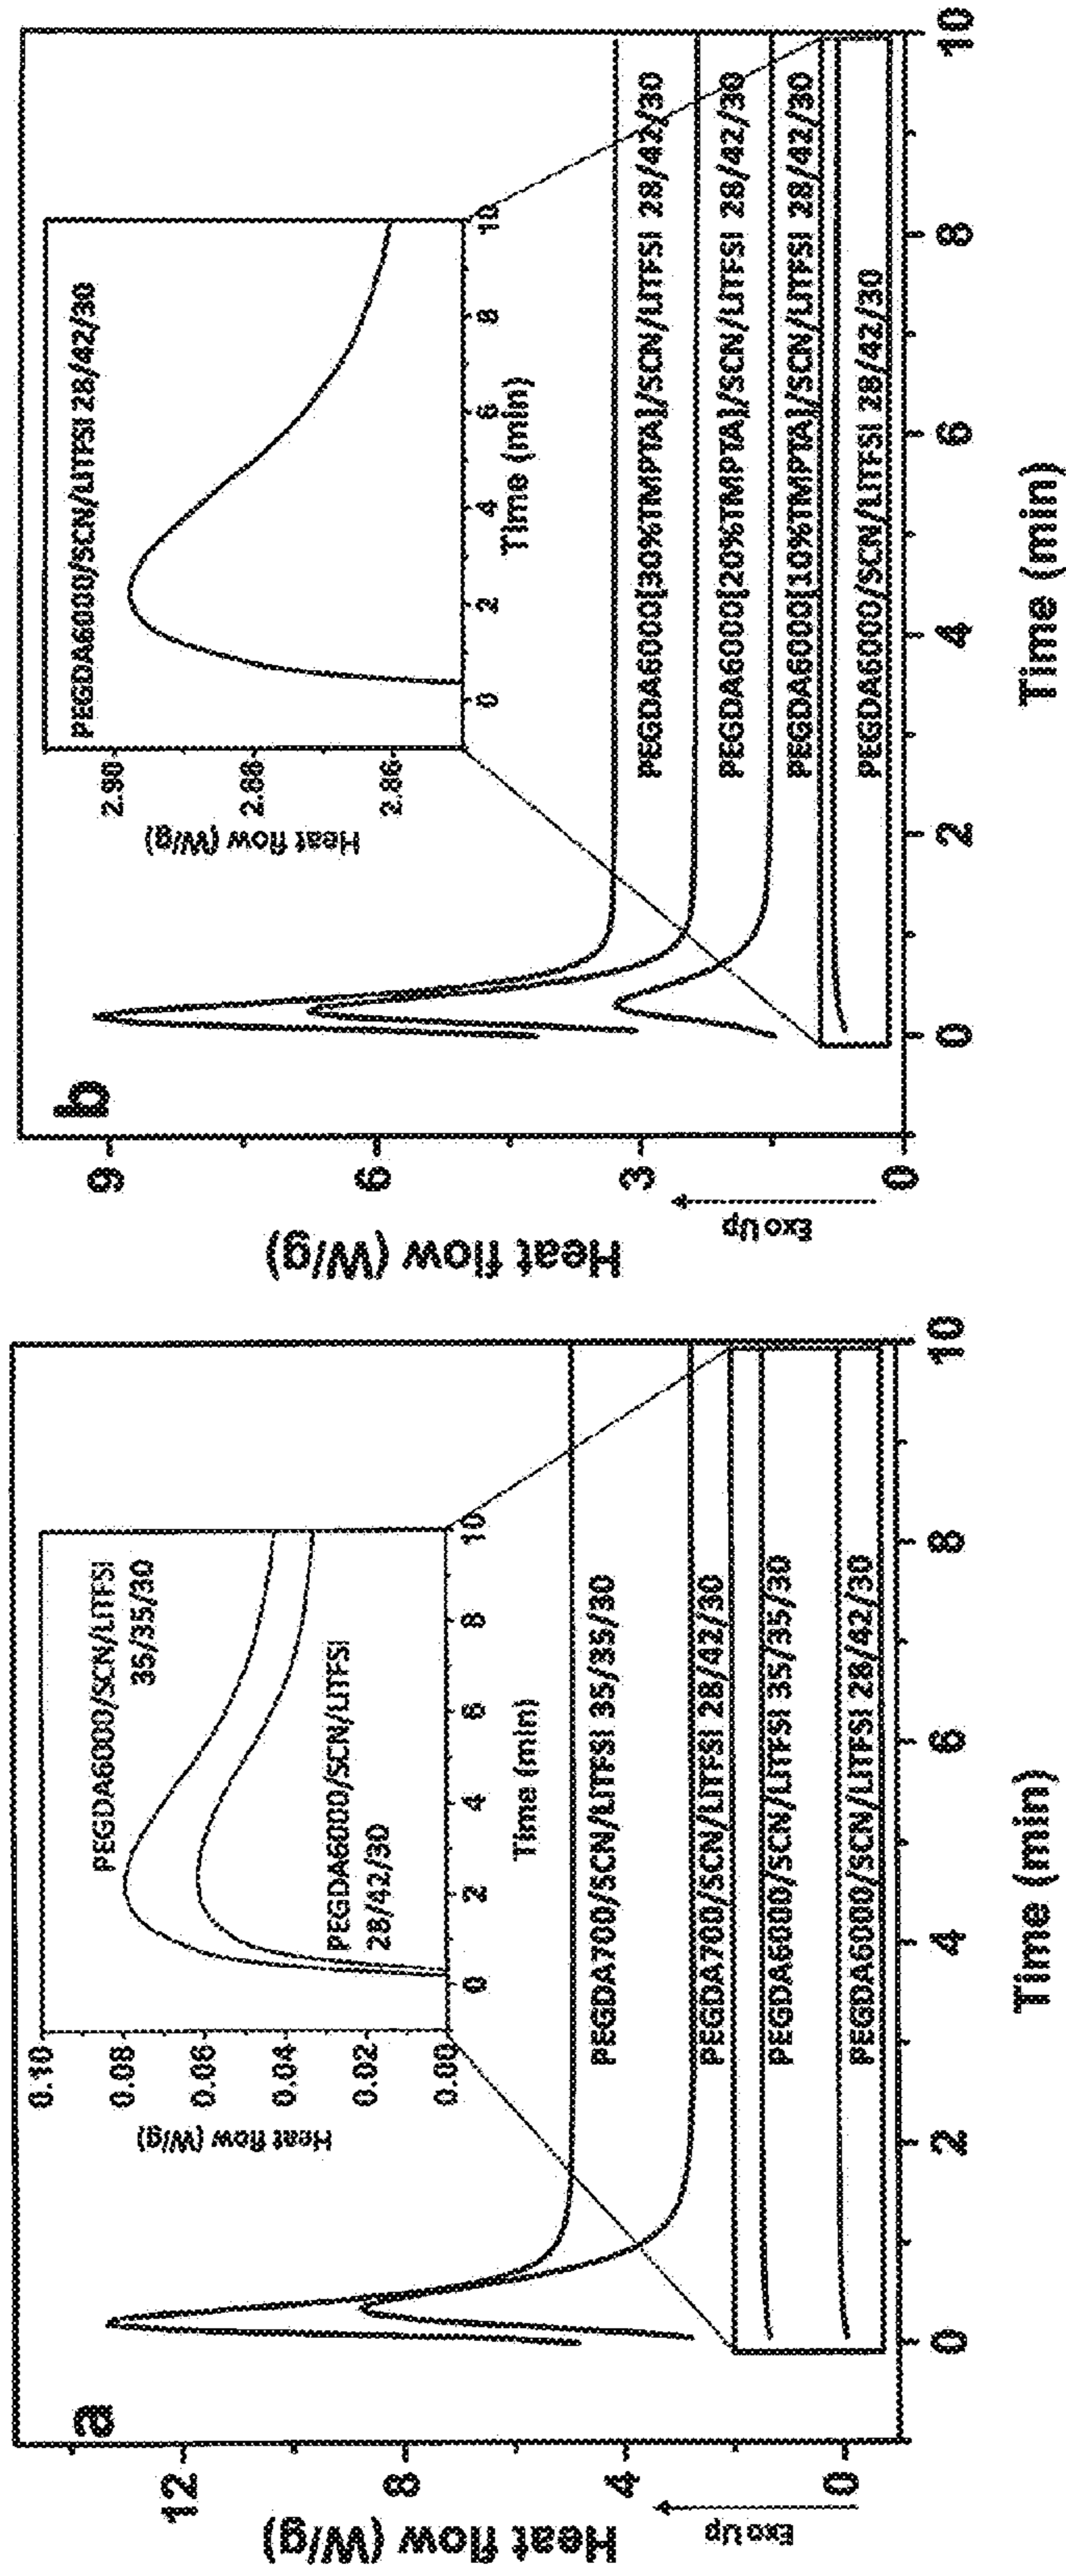 a
Heat flow (W/g)
Exo Up
12
8
4
0
0
2
4
6
8
10
Time (min)
PEGDA700/SCN/LITFSI 35/35/30
PEGDA700/SCN/LITFSI 28/42/30
PEGDA6000/SCN/LITFSI 35/35/30
PEGDA6000/SCN/LITFSI 28/42/30
Heat flow (W/g)
0.10
0.08
0.06
0.04
0.02
0.00
0
2
4
6
8
10
Time (min)
PEGDA6000/SCN/LITFSI
35/35/30
PEGDA6000/SCN/LITFSI
28/42/30
b
Heat flow (W/g)
Exo Up
9
6
3
0
0
2
4
6
8
10
Time (min)
PEGDA6000[30%TMPTA]/SCN/LITFSI 28/42/30
PEGDA6000[20%TMPTA]/SCN/LITFSI 28/42/30
PEGDA6000[10%TMPTA]/SCN/LITFSI 28/42/30
PEGDA6000/SCN/LITFSI 28/42/30
Heat flow (W/g)
2.90
2.88
2.86
0
2
4
6
8
10
Time (min)
PEGDA6000/SCN/LITFSI 28/42/30